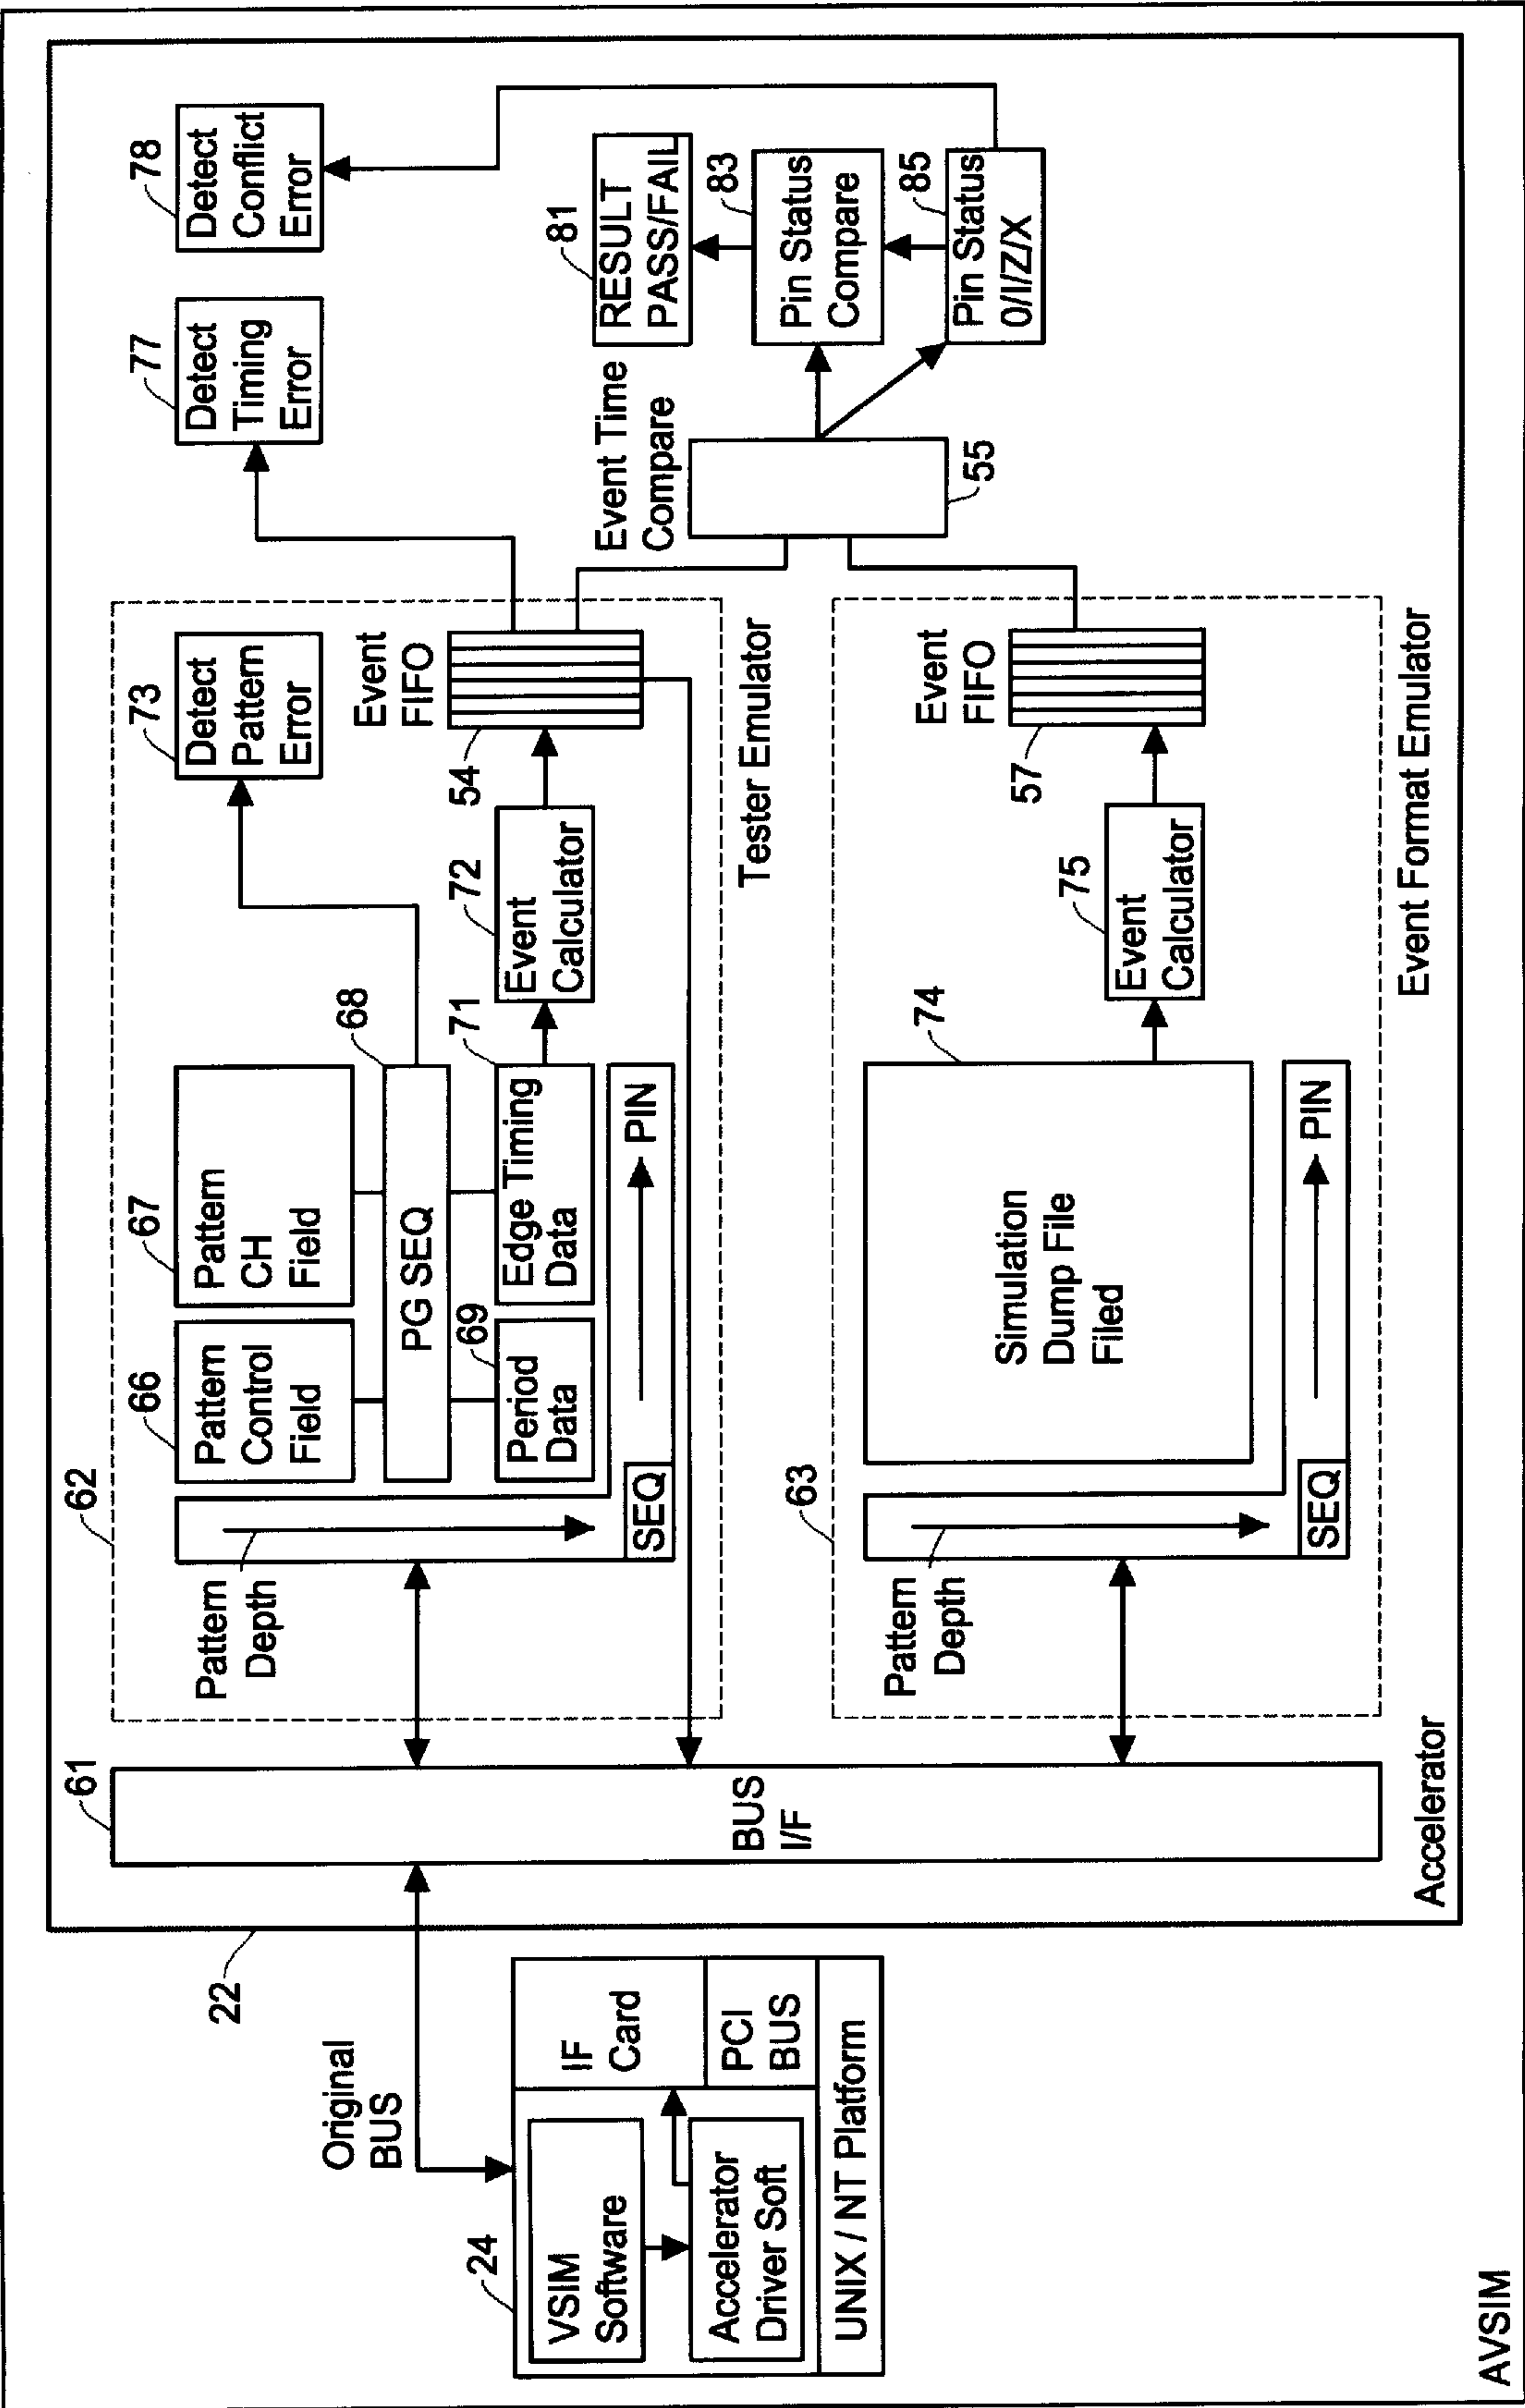 AVSIM
24
VSIM
Software
Accelerator
Driver Soft
IF
Card
PCI
BUS
UNIX / NT Platform
Original
BUS
22
Accelerator
61
BUS
I/F
62
Pattern
Depth
SEQ
PIN
66
Pattern
Control
Field
67
Pattern
CH
Field
PG SEQ
68
69
Period
Data
71
Edge Timing
Data
72
Event
Calculator
73
Detect
Pattern
Error
Event
FIFO
54
Tester Emulator
63
Pattern
Depth
SEQ
PIN
74
Simulation
Dump File
Filed
75
Event
Calculator
Event
FIFO
57
Event Format Emulator
77
Detect
Timing
Error
78
Detect
Conflict
Error
Event Time
Compare
55
81
RESULT
PASS/FAIL
83
Pin Status
Compare
85
Pin Status
0/I/Z/X